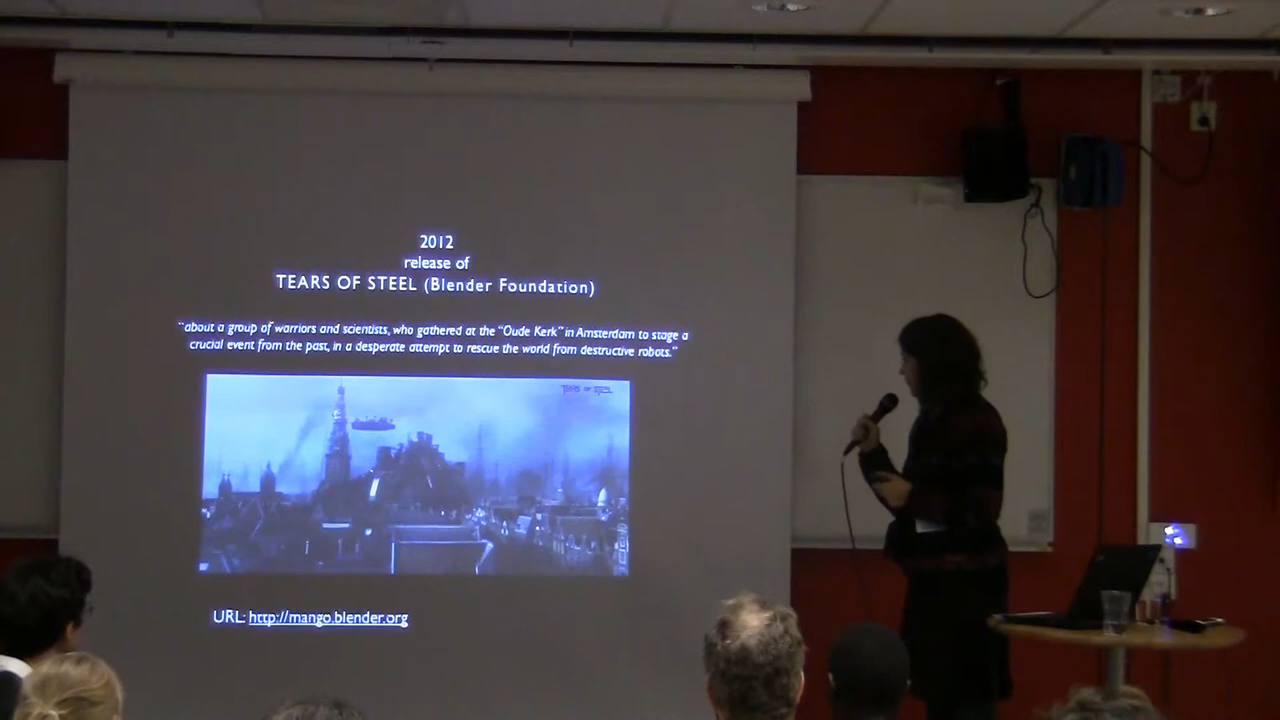 2012
release of
TEARS OF STEEL (Blender Foundation)
"about a group of warriors and scientists, who gathered at the "Oude Kerk" in Amsterdam to stage a
crucial event from the past, in a desperate attempt to rescue the world from destructive robots."
TEARS OF STEEL
URL: http://mango.blender.org